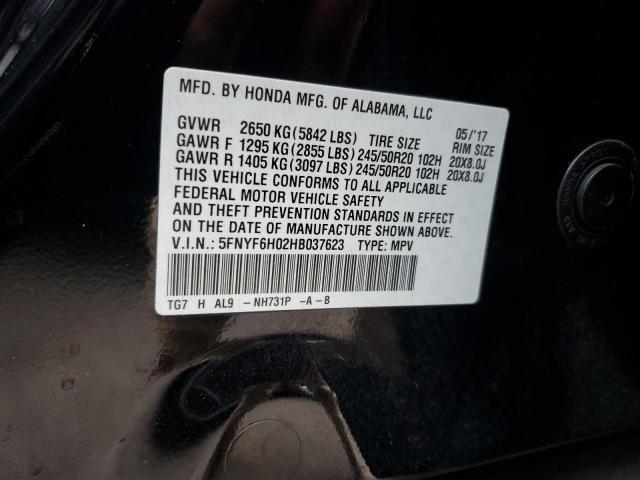 MFD. BY HONDA MFG. OF ALABAMA, LLC
GVWR 2650 KG(5842 LBS) TIRE SIZE 05/'17 RIM SIZE
GAWR F 1295 KG(2855 LBS) 245/50R20 102H 20X8.0J
GAWR R 1405 KG(3097 LBS) 245/50R20 102H 20X8.0J
THIS VEHICLE CONFORMS TO ALL APPLICABLE
FEDERAL MOTOR VEHICLE SAFETY
AND THEFT PREVENTION STANDARDS IN EFFECT
ON THE DATE OF MANUFACTURE SHOWN ABOVE.
V.I.N.: 5FNYF6H02HB037623 TYPE: MPV
TG7 H AL9 - NH731P -A-B